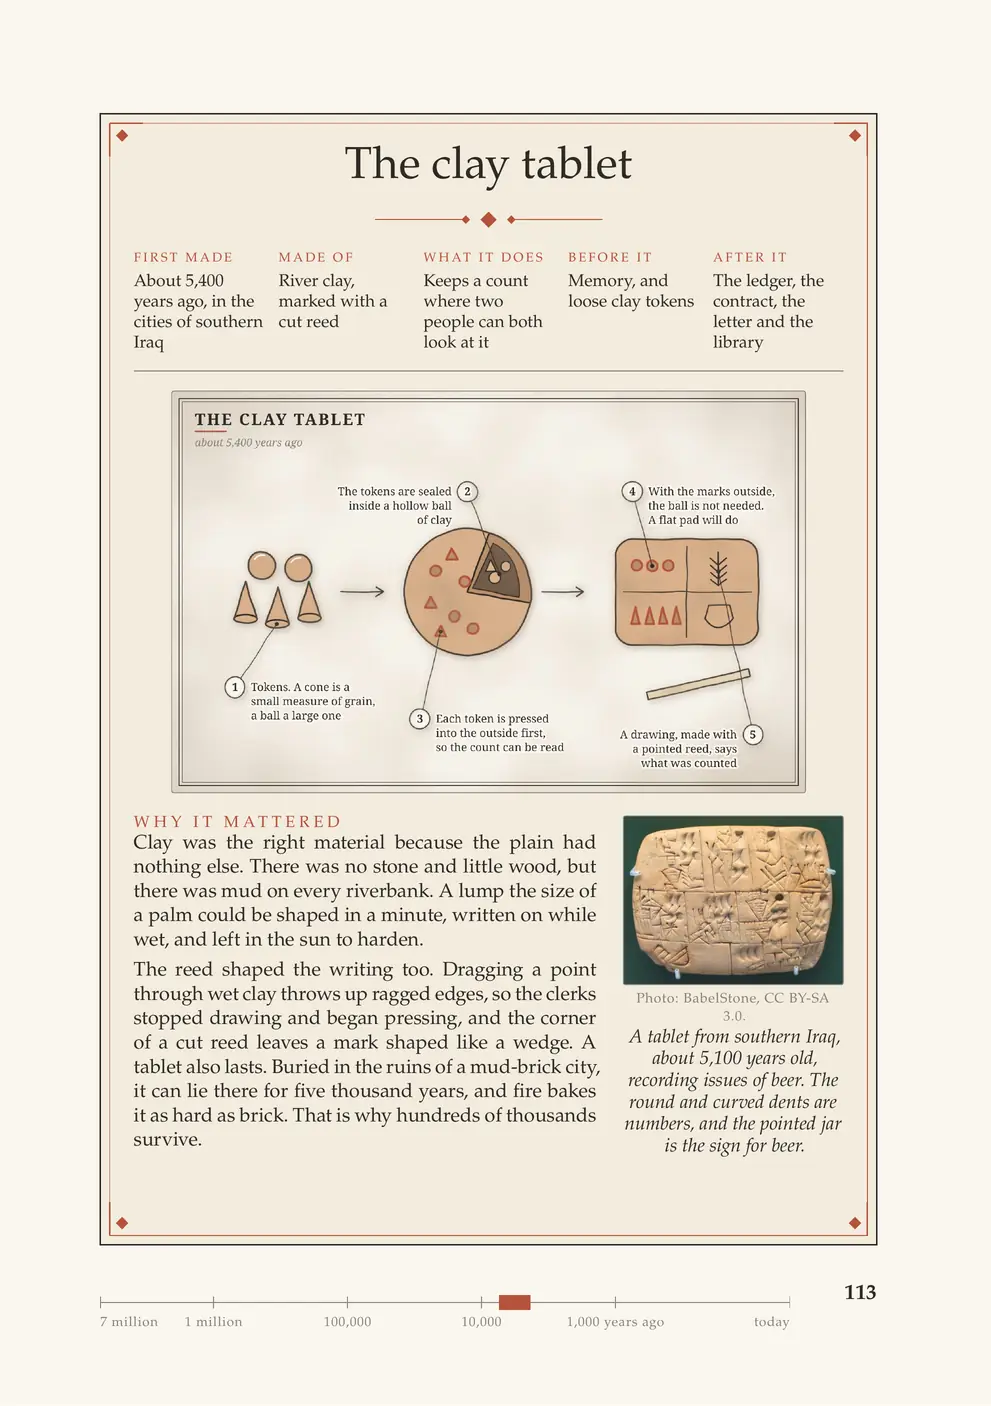 The clay tablet
FIRST MADE
About 5,400
years ago, in the
cities of southern
Iraq
MADE OF
River clay,
marked with a
cut reed
WHAT IT DOES
Keeps a count
where two
people can both
look at it
BEFORE IT
Memory, and
loose clay tokens
AFTER IT
The ledger, the
contract, the
letter and the
library
THE CLAY TABLET
about 5,400 years ago
1 Tokens. A cone is a
small measure of grain,
a ball a large one
The tokens are sealed 2
inside a hollow ball
of clay
3 Each token is pressed
into the outside first,
so the count can be read
4 With the marks outside,
the ball is not needed.
A flat pad will do
A drawing, made with 5
a pointed reed, says
what was counted
WHY IT MATTERED
Clay was the right material because the plain had
nothing else. There was no stone and little wood, but
there was mud on every riverbank. A lump the size of
a palm could be shaped in a minute, written on while
wet, and left in the sun to harden.
The reed shaped the writing too. Dragging a point
through wet clay throws up ragged edges, so the clerks
stopped drawing and began pressing, and the corner
of a cut reed leaves a mark shaped like a wedge. A
tablet also lasts. Buried in the ruins of a mud-brick city,
it can lie there for five thousand years, and fire bakes
it as hard as brick. That is why hundreds of thousands
survive.
Photo: BabelStone, CC BY-SA
3.0.
A tablet from southern Iraq,
about 5,100 years old,
recording issues of beer. The
round and curved dents are
numbers, and the pointed jar
is the sign for beer.
113
7 million 1 million 100,000 10,000 1,000 years ago today